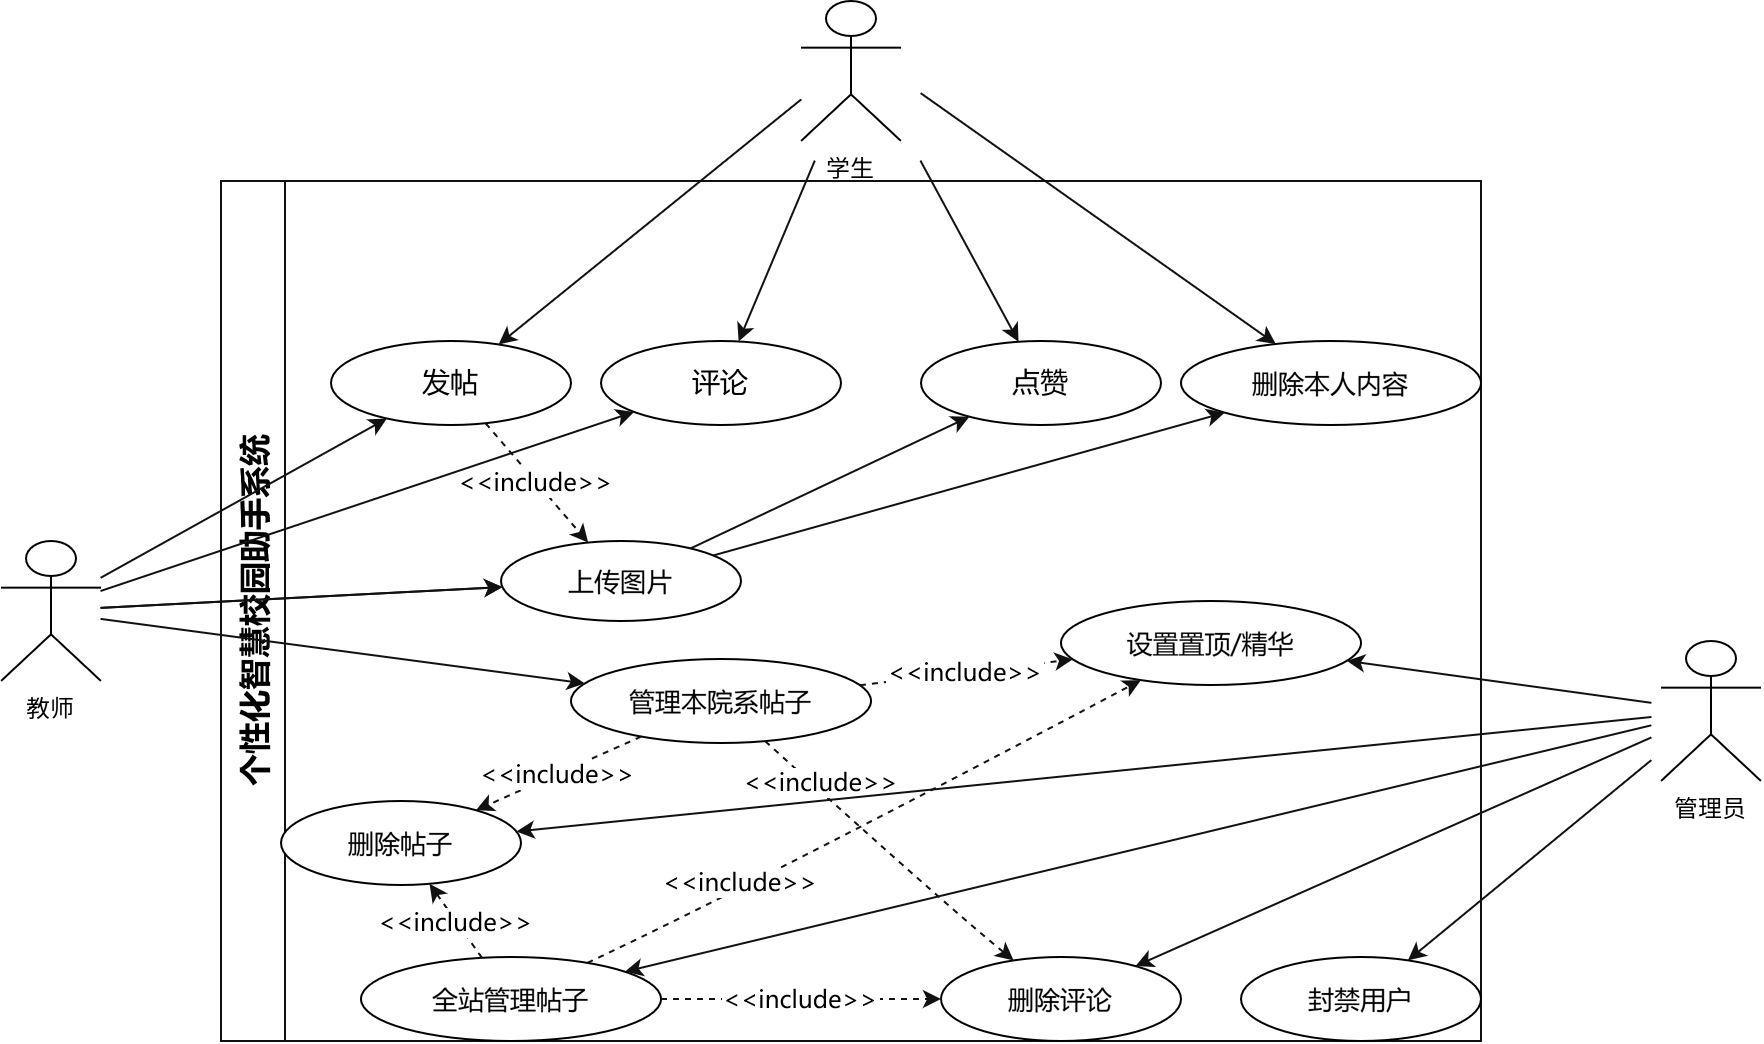 学生
个性化智慧校园助手系统
发帖
评论
点赞
删除本人内容
<<include>>
上传图片
教师
设置置顶/精华
<<include>>
管理本院系帖子
<<include>>
<<include>>
管理员
删除帖子
<<include>>
<<include>>
全站管理帖子
<<include>>
删除评论
封禁用户